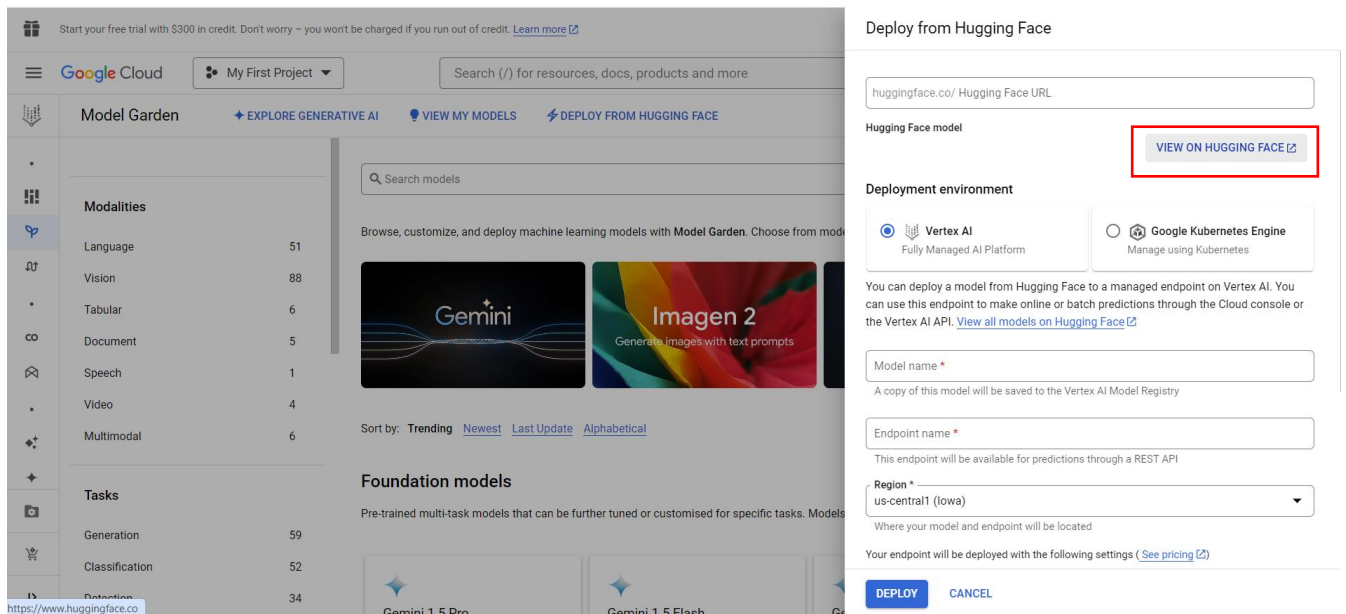 Start your free trial with $300 in credit. Don't worry – you won't be charged if you run out of credit. Learn more
Google Cloud
My First Project
Search (/) for resources, docs, products and more
Model Garden
EXPLORE GENERATIVE AI
VIEW MY MODELS
DEPLOY FROM HUGGING FACE
Modalities
Language 51
Vision 88
Tabular 6
Document 5
Speech 1
Video 4
Multimodal 6
Tasks
Generation 59
Classification 52
Detection 34
https://www.huggingface.co
Search models
Browse, customize, and deploy machine learning models with Model Garden. Choose from mode
Gemini
Imagen 2
Generate images with text prompts
Sort by: Trending Newest Last Update Alphabetical
Foundation models
Pre-trained multi-task models that can be further tuned or customised for specific tasks. Models
Gemini 1.5 Pro
Gemini 1.5 Flash
Ge
Deploy from Hugging Face
huggingface.co/ Hugging Face URL
Hugging Face model
VIEW ON HUGGING FACE
Deployment environment
Vertex AI
Fully Managed AI Platform
Google Kubernetes Engine
Manage using Kubernetes
You can deploy a model from Hugging Face to a managed endpoint on Vertex AI. You
can use this endpoint to make online or batch predictions through the Cloud console or
the Vertex AI API. View all models on Hugging Face
Model name *
A copy of this model will be saved to the Vertex AI Model Registry
Endpoint name *
This endpoint will be available for predictions through a REST API
Region *
us-central1 (Iowa)
Where your model and endpoint will be located
Your endpoint will be deployed with the following settings ( See pricing )
DEPLOY
CANCEL